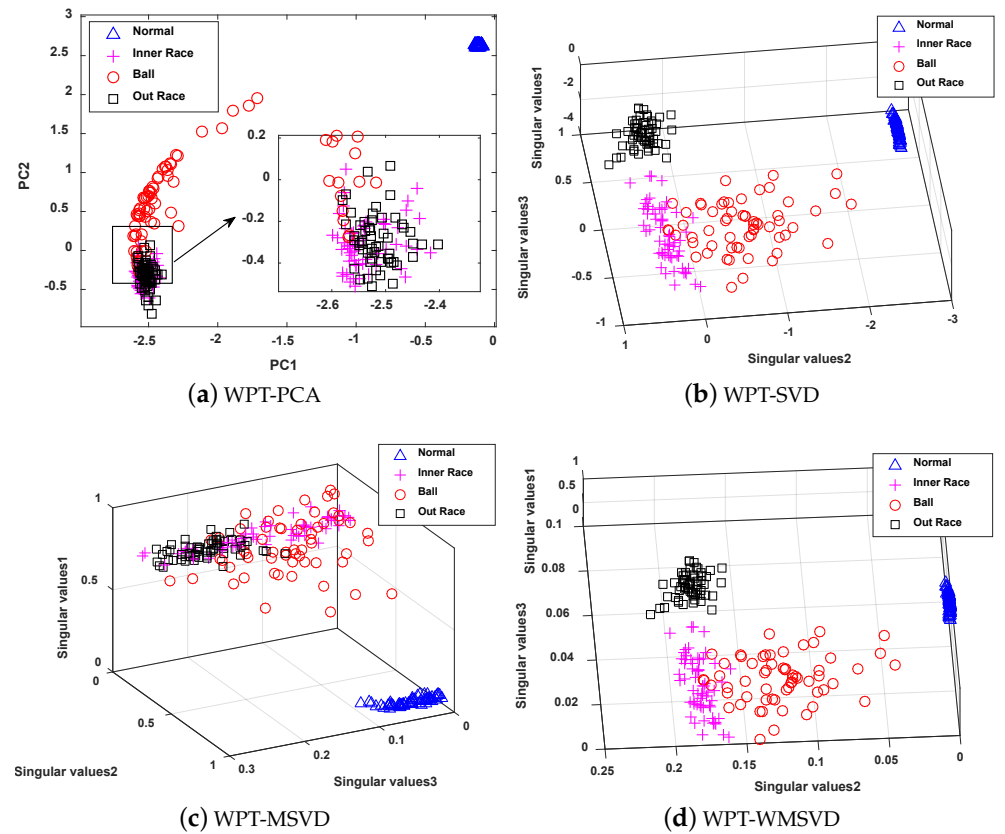 3
2.5
2
1.5
1
0.5
0
-0.5
PC2
-2.5
-2
-1.5
-1
-0.5
0
PC1
Normal
Inner Race
Ball
Out Race
0.2
0
-0.2
-0.4
-2.6
-2.5
-2.4
(a) WPT-PCA
0
-2
-4
Singular values1
1
0.5
0
-0.5
-1
Singular values3
1
0
-1
-2
-3
Singular values2
Normal
Inner Race
Ball
Out Race
(b) WPT-SVD
1
0.5
0
Singular values1
0
0.5
1
Singular values2
0.3
0.2
0.1
0
Singular values3
Normal
Inner Race
Ball
Out Race
(c) WPT-MSVD
1
0.5
0
Singular values1
0.1
0.08
0.06
0.04
0.02
0
Singular values3
0.25
0.2
0.15
0.1
0.05
0
Singular values2
Normal
Inner Race
Ball
Out Race
(d) WPT-WMSVD